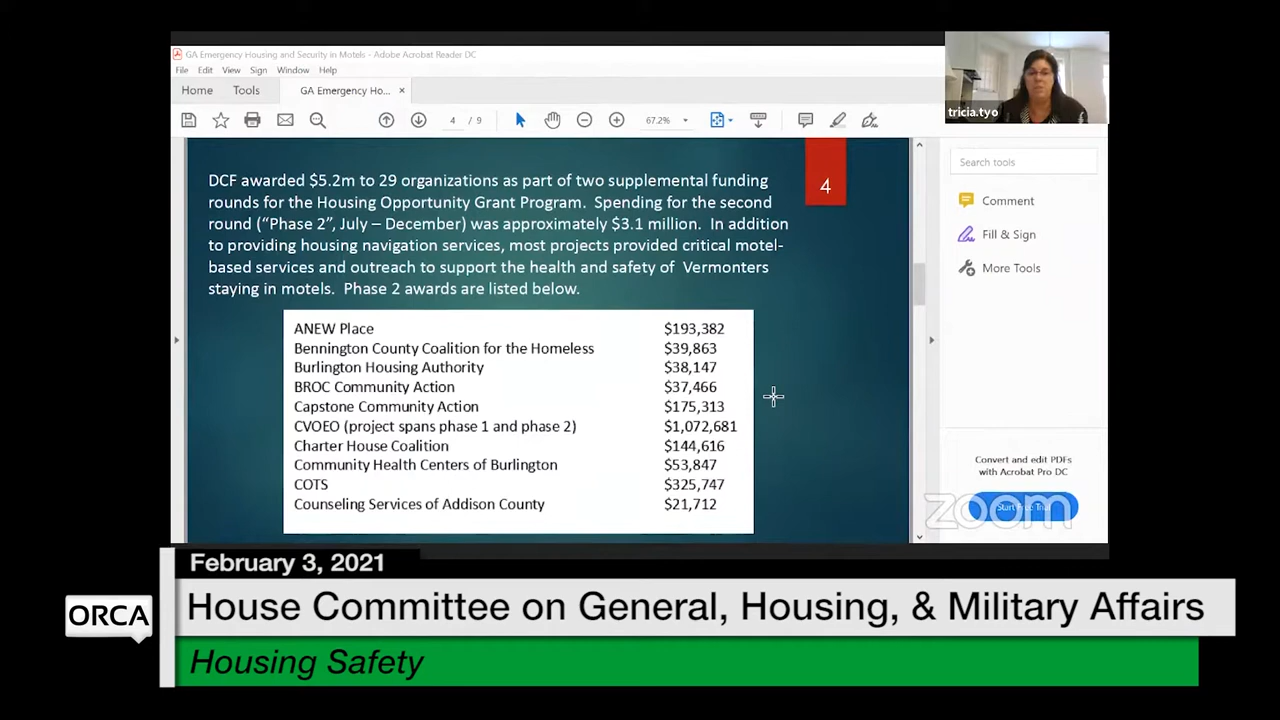 GA Emergency Housing and Security in Motels - Adobe Acrobat Reader DC
File Edit View Sign Window Help
Home Tools GA Emergency Ho... ×
4 / 9 67.2%
tricia.tyo
4
DCF awarded $5.2m to 29 organizations as part of two supplemental funding
rounds for the Housing Opportunity Grant Program. Spending for the second
round (“Phase 2”, July – December) was approximately $3.1 million. In addition
to providing housing navigation services, most projects provided critical motel-
based services and outreach to support the health and safety of Vermonters
staying in motels. Phase 2 awards are listed below.
ANEW Place $193,382
Bennington County Coalition for the Homeless $39,863
Burlington Housing Authority $38,147
BROC Community Action $37,466
Capstone Community Action $175,313
CVOEO (project spans phase 1 and phase 2) $1,072,681
Charter House Coalition $144,616
Community Health Centers of Burlington $53,847
COTS $325,747
Counseling Services of Addison County $21,712
Search tools
Comment
Fill & Sign
More Tools
Convert and edit PDFs
with Acrobat Pro DC
Start Free Trial
zoom
February 3, 2021
ORCA
House Committee on General, Housing, & Military Affairs
Housing Safety